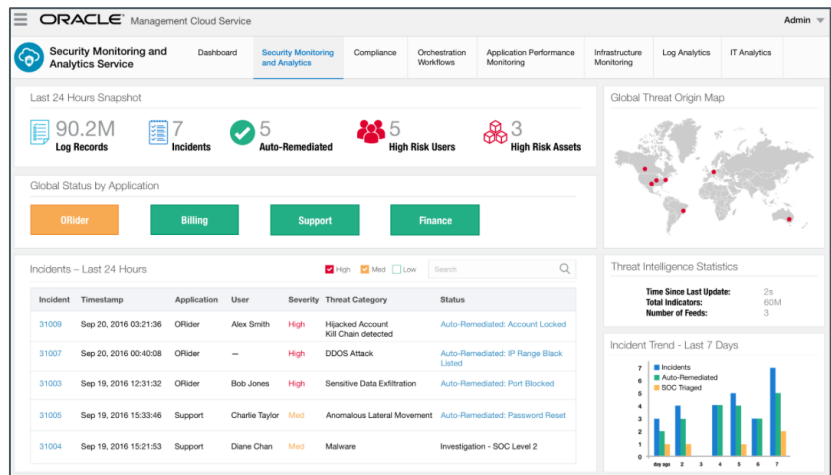 ORACLE® Management Cloud Service
Admin
Security Monitoring and
Analytics Service
Dashboard
Security Monitoring
and Analytics
Compliance
Orchestration
Workflows
Application Performance
Monitoring
Infrastructure
Monitoring
Log Analytics
IT Analytics
Last 24 Hours Snapshot
90.2M
Log Records
7
Incidents
5
Auto-Remediated
5
High Risk Users
3
High Risk Assets
Global Threat Origin Map
Global Status by Application
ORider
Billing
Support
Finance
Incidents – Last 24 Hours
High
Med
Low
Search
Incident Timestamp Application User Severity Threat Category Status
31009 Sep 20, 2016 03:21:36 ORider Alex Smith High Hijacked Account
Kill Chain detected
Auto-Remediated: Account Locked
31007 Sep 20, 2016 00:40:08 ORider – High DDOS Attack Auto-Remediated: IP Range Black
Listed
31003 Sep 19, 2016 12:31:32 ORider Bob Jones High Sensitive Data Exfiltration Auto-Remediated: Port Blocked
31005 Sep 19, 2016 15:33:46 Support Charlie Taylor Med Anomalous Lateral Movement Auto-Remediated: Password Reset
31004 Sep 19, 2016 15:21:53 Support Diane Chan Med Malware Investigation - SOC Level 2
Threat Intelligence Statistics
Time Since Last Update: 2s
Total Indicators: 60M
Number of Feeds: 3
Incident Trend - Last 7 Days
Incidents
Auto-Remediated
SOC Triaged
7
6
5
4
3
2
1
0
day ago 2 3 4 5 6 7